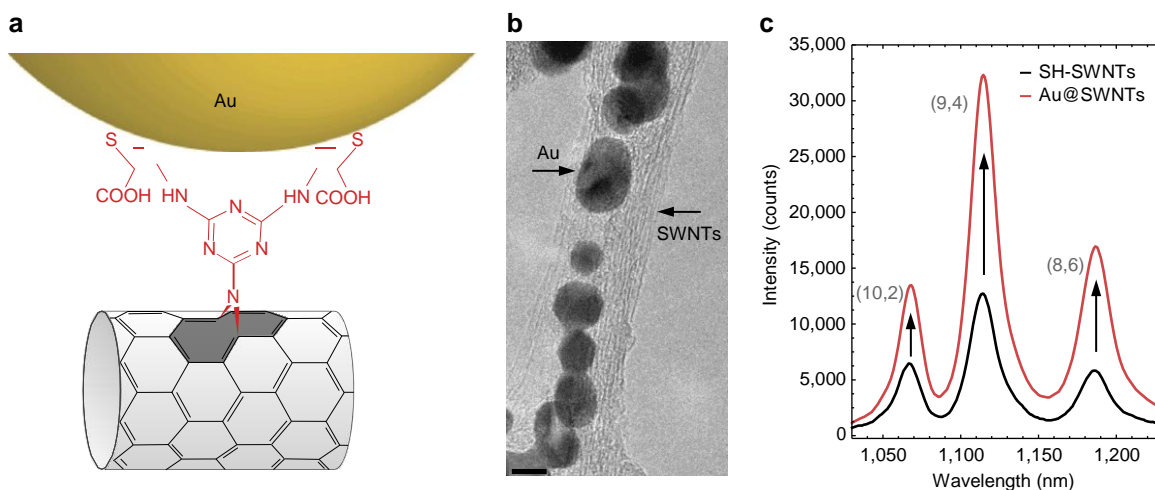 a
Au
S
S
COOH
HN
HN
COOH
N
N
N
N
b
Au
SWNTs
c
35,000
30,000
25,000
20,000
15,000
10,000
5,000
0
Intensity (counts)
SH-SWNTs
Au@SWNTs
(9,4)
(8,6)
(10,2)
1,050
1,100
1,150
1,200
Wavelength (nm)